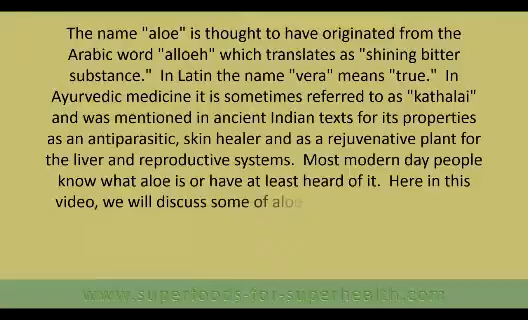 The name "aloe" is thought to have originated from the
Arabic word "alloeh" which translates as "shining bitter
substance." In Latin the name "vera" means "true." In
Ayurvedic medicine it is sometimes referred to as "kathalai"
and was mentioned in ancient Indian texts for its properties
as an antiparasitic, skin healer and as a rejuvenative plant for
the liver and reproductive systems. Most modern day people
know what aloe is or have at least heard of it. Here in this
video, we will discuss some of aloe
www.superfoods-for-superhealth.com